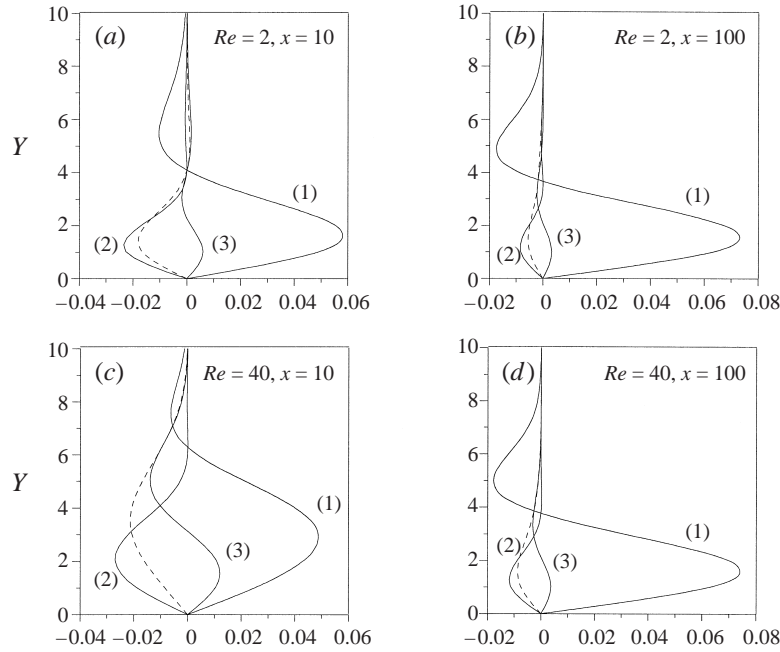 10
(a)
Re = 2, x = 10
8
6
Y
4
(1)
2
(2)
(3)
0
−0.04 −0.02 0 0.02 0.04 0.06
10
(b)
Re = 2, x = 100
8
6
4
(1)
2
(2)
(3)
0
−0.02 0 0.02 0.04 0.06 0.08
10
(c)
Re = 40, x = 10
8
6
Y
4
(1)
2
(3)
(2)
0
−0.04 −0.02 0 0.02 0.04 0.06
10
(d)
Re = 40, x = 100
8
6
4
(1)
2
(2)
(3)
0
−0.02 0 0.02 0.04 0.06 0.08